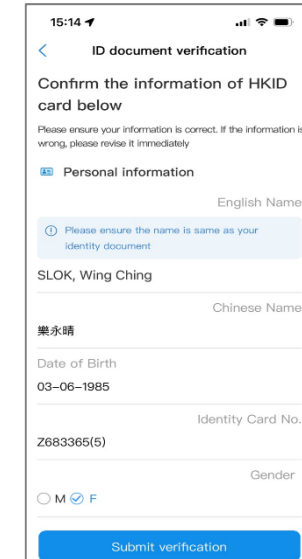 15:14
ID document verification
Confirm the information of HKID
card below
Please ensure your information is correct. If the information is
wrong, please revise it immediately
Personal information
English Name
Please ensure the name is same as your
identity document
SLOK, Wing Ching
Chinese Name
樂永晴
Date of Birth
03-06-1985
Identity Card No.
Z683365(5)
Gender
M F
Submit verification